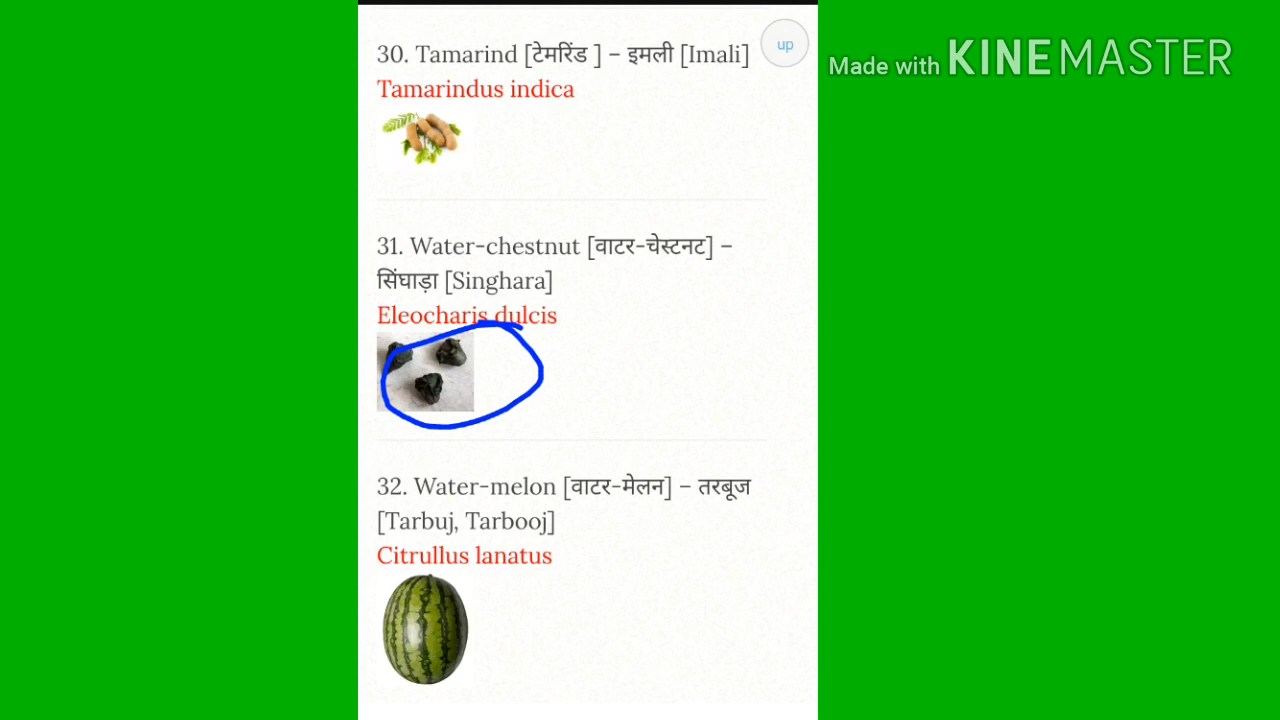 up
Made with KINEMASTER
30. Tamarind [टेमरिंड ] – इमली [Imali]
Tamarindus indica
31. Water-chestnut [वाटर-चेस्टनट] –
सिंघाड़ा [Singhara]
Eleocharis dulcis
32. Water-melon [वाटर-मेलन] – तरबूज
[Tarbuj, Tarbooj]
Citrullus lanatus